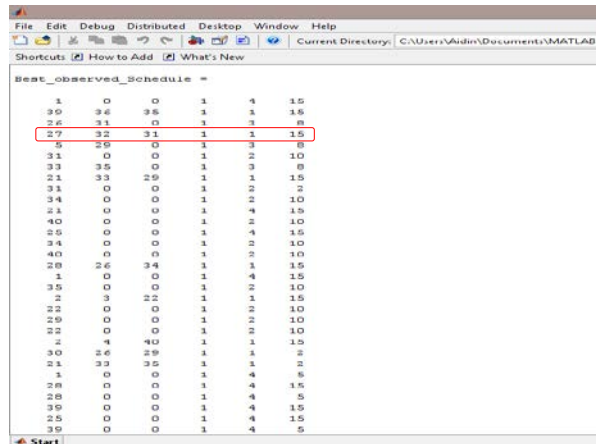 File Edit Debug Distributed Desktop Window Help
Current Directory: C:\Users\Aidin\Documents\MATLAB
Shortcuts How to Add What's New
Best_observed_Schedule =
1 0 0 1 4 15
39 36 35 1 1 15
26 31 0 1 3 8
27 32 31 1 1 15
5 29 0 1 3 8
31 0 0 1 2 10
33 35 0 1 3 8
21 33 29 1 1 15
31 0 0 1 2 2
34 0 0 1 2 10
21 0 0 1 4 15
40 0 0 1 2 10
25 0 0 1 4 15
34 0 0 1 2 10
40 0 0 1 2 10
28 26 34 1 1 15
1 0 0 1 4 15
35 0 0 1 2 10
2 3 22 1 1 15
22 0 0 1 2 10
29 0 0 1 2 10
22 0 0 1 2 10
2 4 40 1 1 15
30 26 29 1 1 2
21 33 35 1 1 2
1 0 0 1 4 5
28 0 0 1 4 15
28 0 0 1 4 5
39 0 0 1 4 15
25 0 0 1 4 15
39 0 0 1 4 5
Start